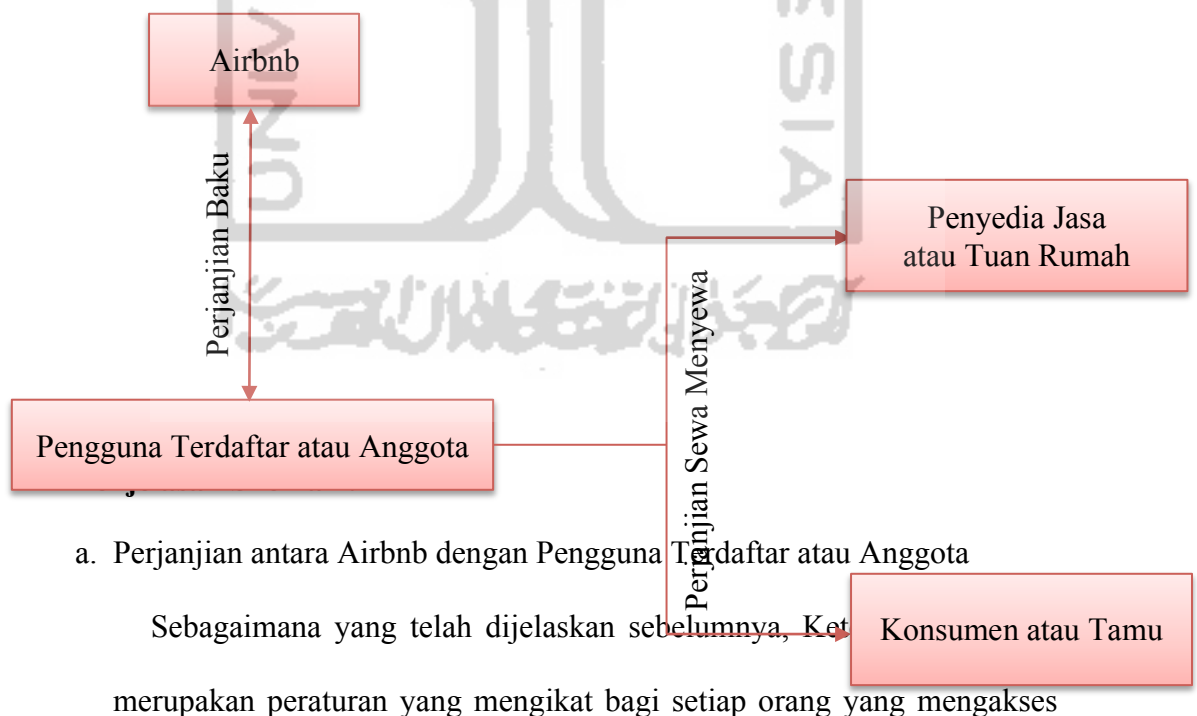 Airbnb
Perjanjian Baku
Penyedia Jasa
atau Tuan Rumah
Perjanjian Sewa Menyewa
Pengguna Terdaftar atau Anggota
a. Perjanjian antara Airbnb dengan Pengguna Terdaftar atau Anggota
Sebagaimana yang telah dijelaskan sebelumnya,
Konsumen atau Tamu
merupakan peraturan yang mengikat bagi setiap orang yang mengakses